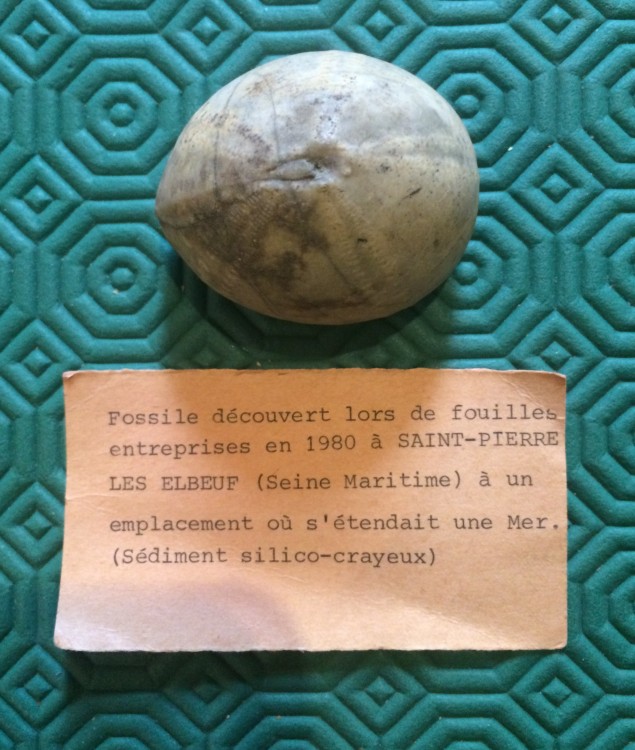 Fossile découvert lors de fouilles
entreprises en 1980 à SAINT-PIERRE
LES ELBEUF (Seine Maritime) à un
emplacement où s'étendait une Mer.
(Sédiment silico-crayeux)